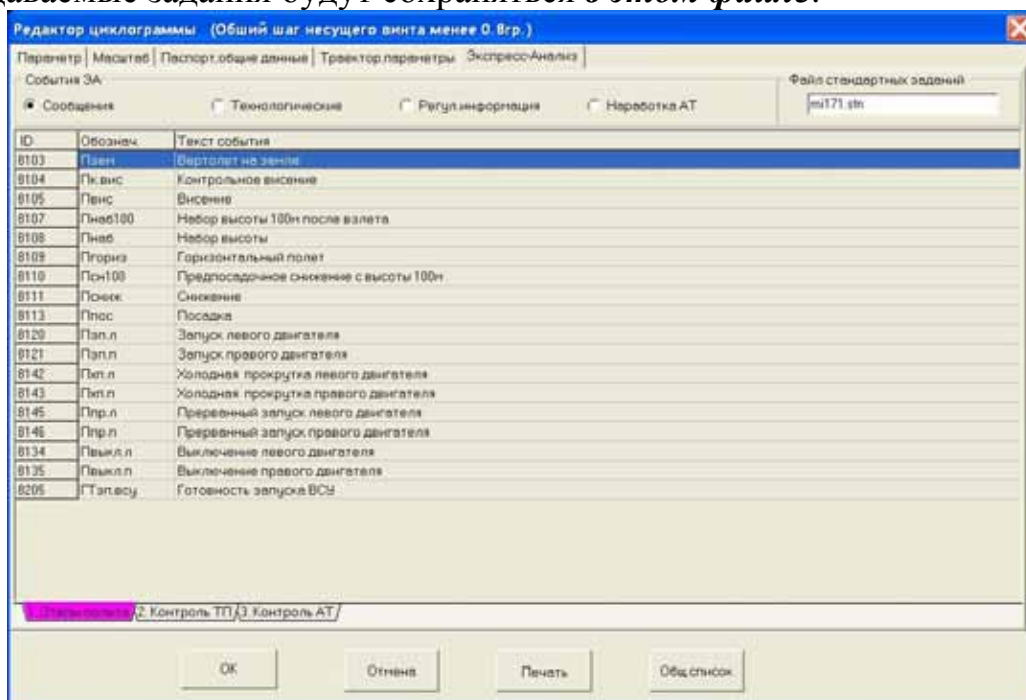 даваемые задания будут сохраняться в этом файле.
Редактор циклограммы (Общий шаг несущего винта менее 0.8гр.)
Параметр Масштаб Паспорт.общие данные Траектор.параметры Экспресс-Анализ
События ЭА
Файл стандартных заданий
Сообщения Технологические Регул.информация Наработка АТ mi171.stn
ID Обознач. Текст события
8103 Пзем Вертолет на земле
8104 Пк.вис Контрольное висение
8105 Пвис Висение
8107 Пнаб100 Набор высоты 100м после взлета
8108 Пнаб Набор высоты
8109 Пгориз Горизонтальный полет
8110 Псн100 Предпосадочное снижение с высоты 100м
8111 Псниж Снижение
8113 Ппос Посадка
8120 Пзп.л Запуск левого двигателя
8121 Пзп.п Запуск правого двигателя
8142 Пхп.л Холодная прокрутка левого двигателя
8143 Пхп.п Холодная прокрутка правого двигателя
8145 Ппр.л Прерванный запуск левого двигателя
8146 Ппр.п Прерванный запуск правого двигателя
8134 Пвыкл.л Выключение левого двигателя
8135 Пвыкл.п Выключение правого двигателя
8205 ГТзп.всу Готовность запуска ВСУ
1. Этапы полета 2. Контроль ТП 3. Контроль АТ
ОК Отмена Печать Общ.список